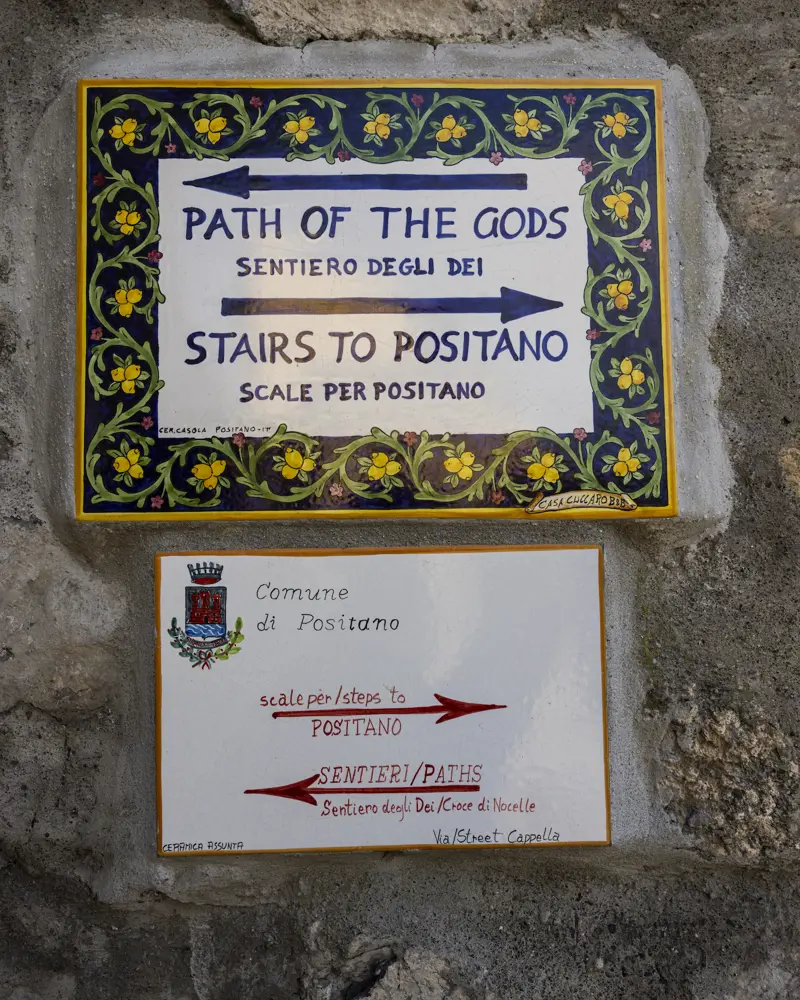 PATH OF THE GODS
SENTIERO DEGLI DEI
STAIRS TO POSITANO
SCALE PER POSITANO
CER.CASOLA POSITANO-IT
CASA CUCCARO B&B
Comune
di Positano
scale per/steps to
POSITANO
SENTIERI/PATHS
Sentiero degli Dei/Croce di Nocelle
Via/Street Cappella
CERAMICA ASSUNTA